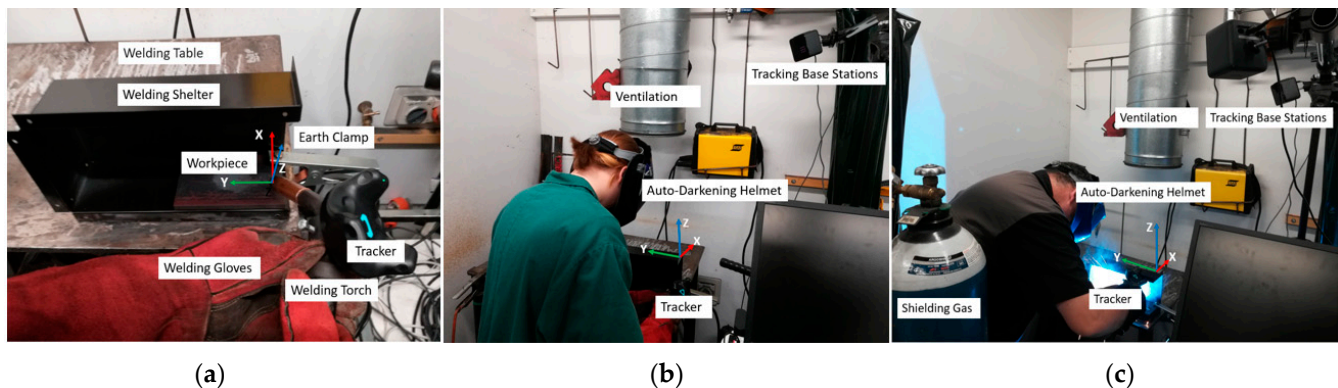 Welding Table
Welding Shelter
Earth Clamp
X
Workpiece
Z
Y
Tracker
Welding Gloves
Welding Torch
(a)
Tracking Base Stations
Ventilation
Auto-Darkening Helmet
Z
X
Y
Tracker
(b)
Ventilation
Tracking Base Stations
Auto-Darkening Helmet
Z
Y
X
Shielding Gas
Tracker
(c)